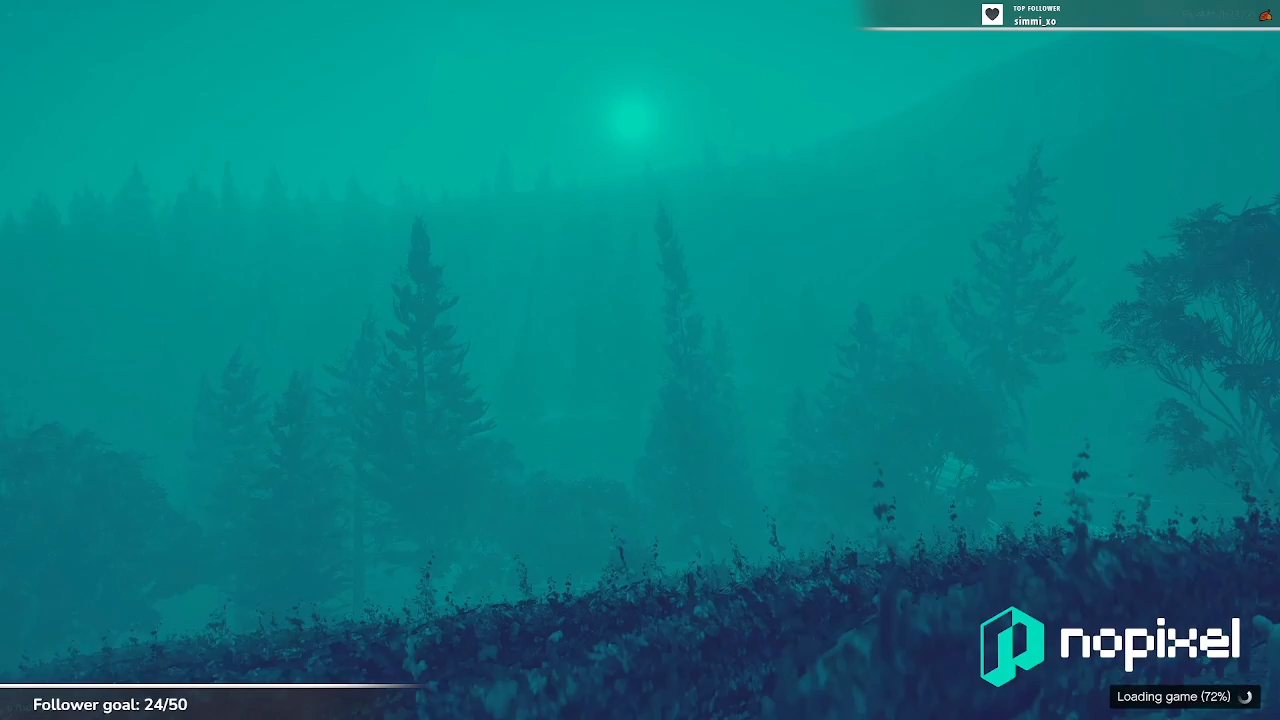 TOP FOLLOWER
simmi_xo
nopixel
Follower goal: 24/50
Loading game (72%)